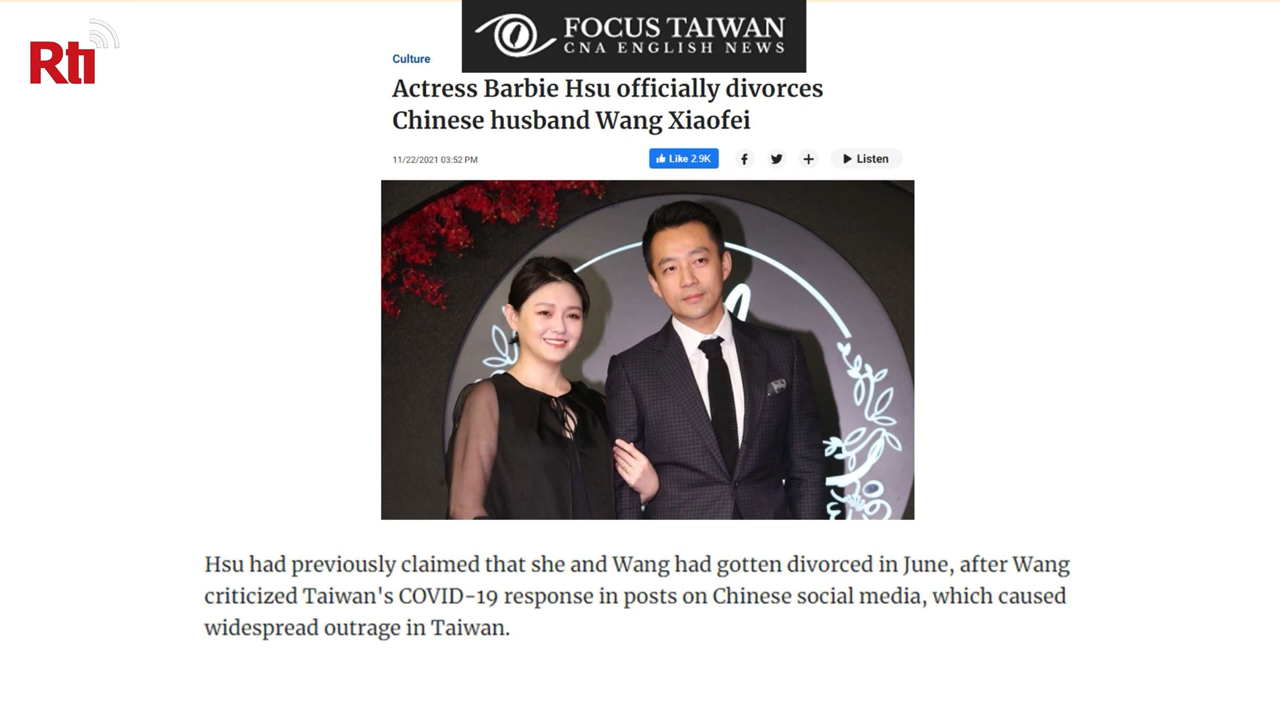 Rti
FOCUS TAIWAN
CNA ENGLISH NEWS
Culture
Actress Barbie Hsu officially divorces
Chinese husband Wang Xiaofei
11/22/2021 03:52 PM
Like 2.9K
Listen
Hsu had previously claimed that she and Wang had gotten divorced in June, after Wang
criticized Taiwan's COVID-19 response in posts on Chinese social media, which caused
widespread outrage in Taiwan.